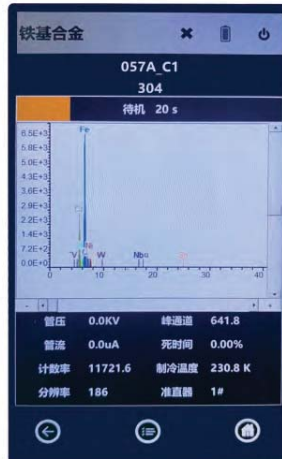 铁基合金
057A_C1
304
待机 20 s
6.5E+3
5.8E+3
5.0E+3
4.3E+3
3.6E+3
2.9E+3
2.2E+3
1.4E+3
7.2E+2
0.0E+0
Fe
V
W
Nb
0 10 20 30 40
管压 0.0KV 峰通道 641.8
管流 0.0uA 死时间 0.00%
计数率 11721.6 制冷温度 230.8 K
分辨率 186 准直器 1#